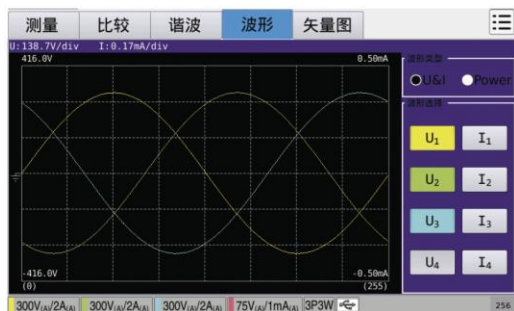 测量 比较 谐波 波形 矢量图
U:138.7V/div I:0.17mA/div
416.0V 0.50mA
波形类型
U&I Power
波形选择
U₁ I₁
U₂ I₂
U₃ I₃
U₄ I₄
-416.0V -0.50mA
(0) (255)
300V(A)/2A(A) 300V(A)/2A(A) 300V(A)/2A(A) 75V(A)/1mA(A) 3P3W 256